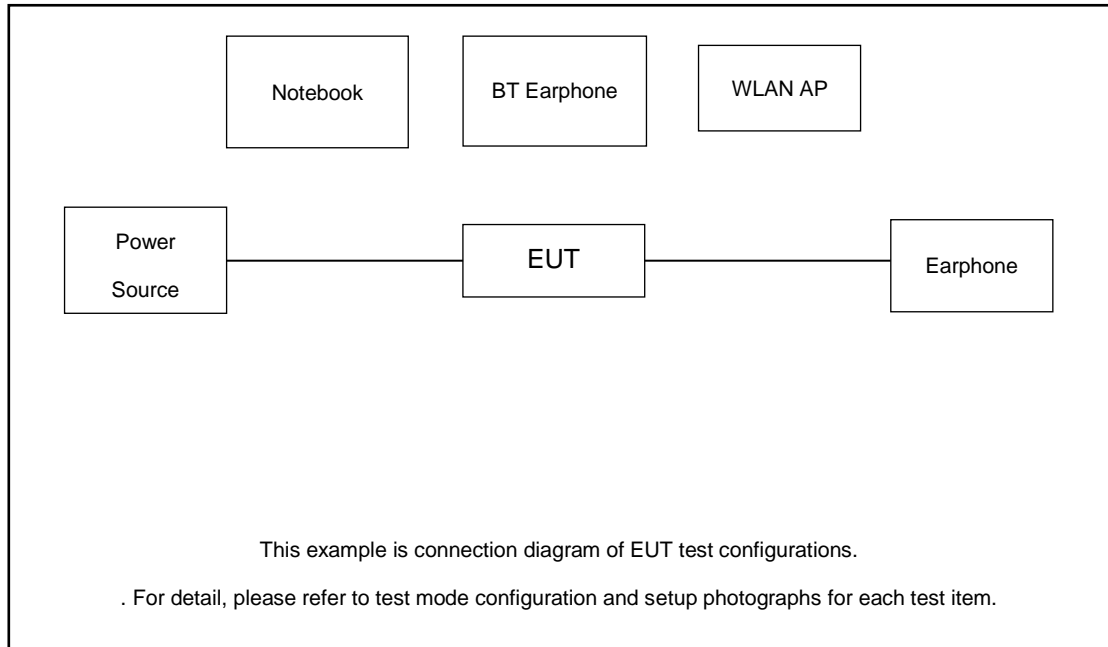 Notebook
BT Earphone
WLAN AP
Power
Source
EUT
Earphone
This example is connection diagram of EUT test configurations.
. For detail, please refer to test mode configuration and setup photographs for each test item.